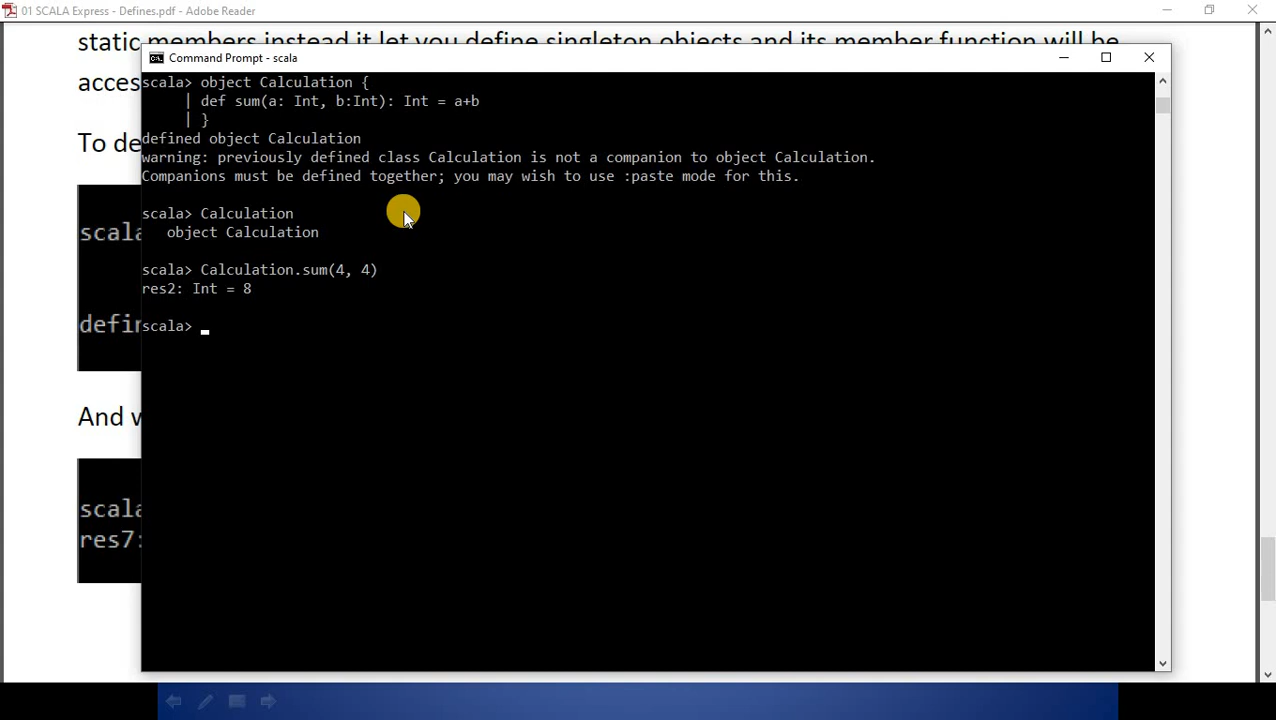 01 SCALA Express - Defines.pdf - Adobe Reader
static members instead it let you define singleton objects and its member function will be
acces
Command Prompt - scala
scala> object Calculation {
| def sum(a: Int, b:Int): Int = a+b
| }
defined object Calculation
warning: previously defined class Calculation is not a companion to object Calculation.
Companions must be defined together; you may wish to use :paste mode for this.
To de
scala> Calculation
object Calculation
scala
scala> Calculation.sum(4, 4)
res2: Int = 8
scala>
defin
And w
scala
res7: